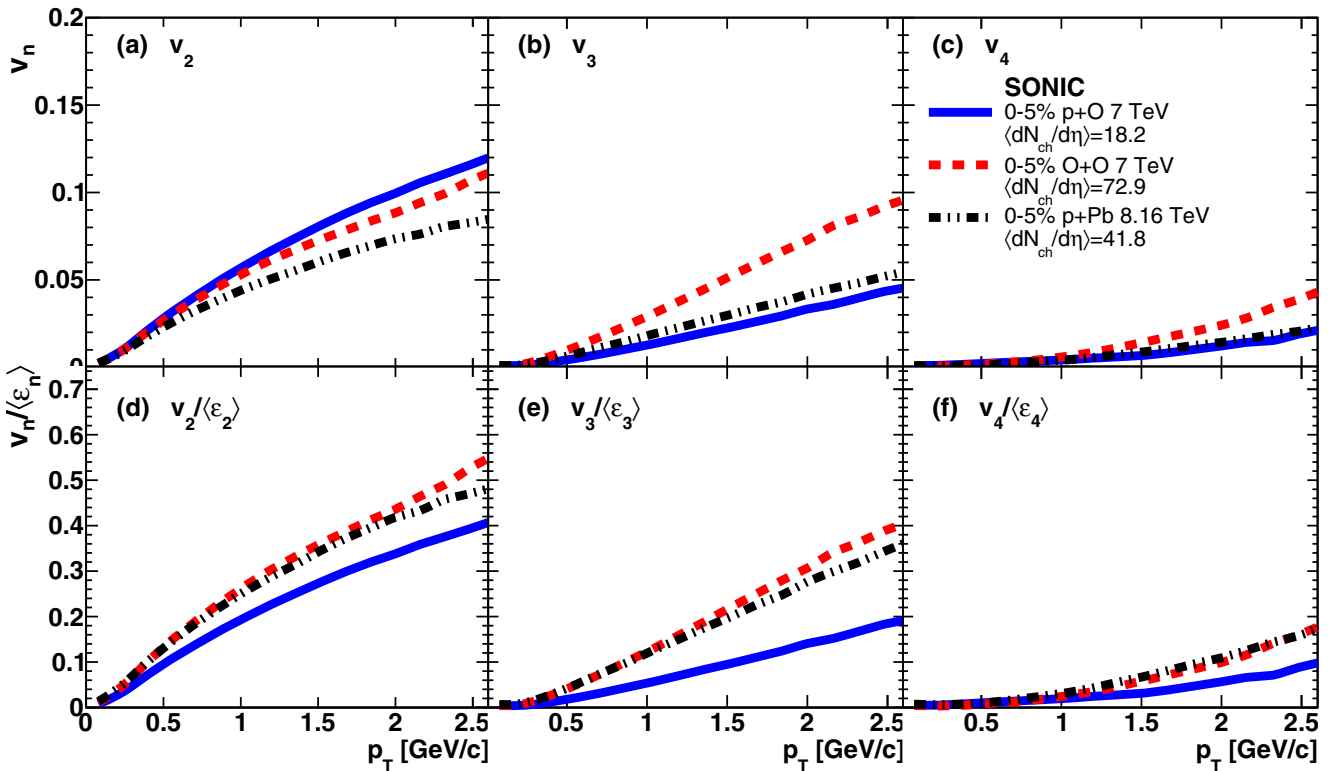 v_n
0.2
0.15
0.1
0.05
0
(a) v_2
(b) v_3
(c) v_4
SONIC
0-5% p+O 7 TeV
⟨dN_ch/dη⟩=18.2
0-5% O+O 7 TeV
⟨dN_ch/dη⟩=72.9
0-5% p+Pb 8.16 TeV
⟨dN_ch/dη⟩=41.8
v_n/⟨ε_n⟩
0.7
0.6
0.5
0.4
0.3
0.2
0.1
0
(d) v_2/⟨ε_2⟩
(e) v_3/⟨ε_3⟩
(f) v_4/⟨ε_4⟩
0 0.5 1 1.5 2 2.5
0.5 1 1.5 2 2.5
0.5 1 1.5 2 2.5
p_T [GeV/c]
p_T [GeV/c]
p_T [GeV/c]